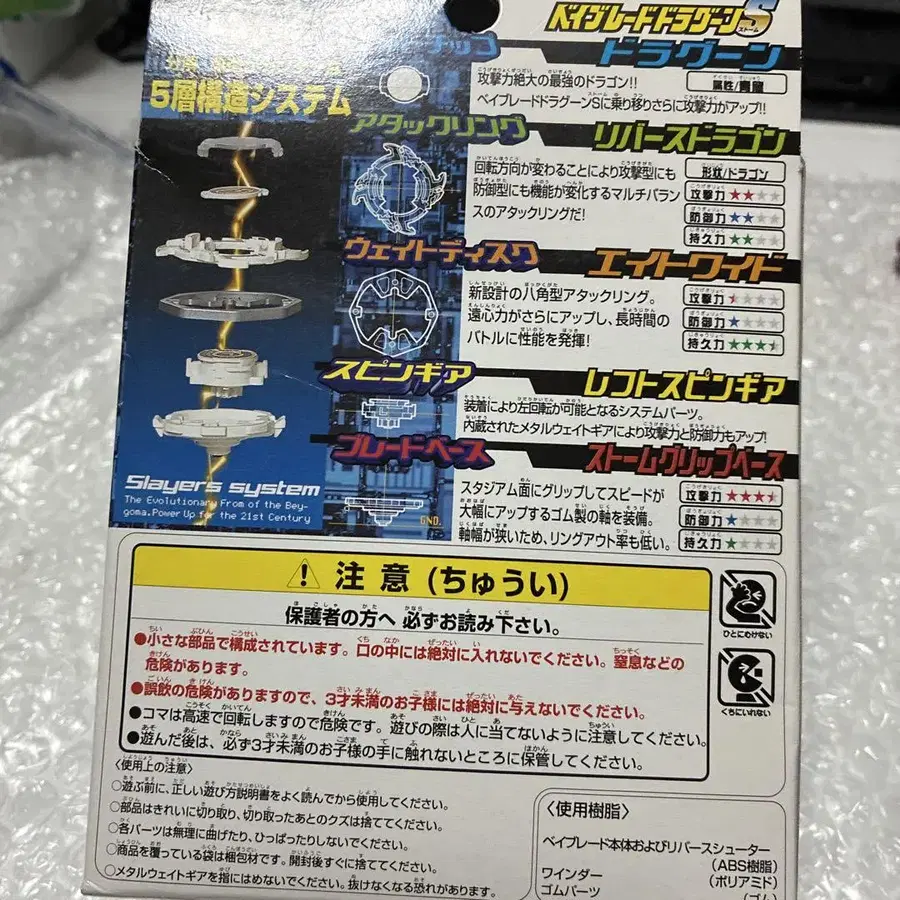 ベイブレードドラグーンS
ストーム
5層構造システム
チップ
ドラグーン
攻撃力絶大の最強のドラゴン!!
ベイブレードドラグーンSに乗り移りさらに攻撃力がアップ!!
属性/青龍
アタックリング
リバースドラゴン
回転方向が変わることにより攻撃型にも
防御型にも機能が変化するマルチバラン
スのアタックリングだ!
形状/ドラゴン
攻撃力★★★★
防御力★★★★
持久力★★★★
ウェイトディスク
エイトワイド
新設計の八角型アタックリング。
遠心力がさらにアップし、長時間の
バトルに性能を発揮!
攻撃力★★★★
防御力★★★★
持久力★★★★
スピンギア
レフトスピンギア
装着により左回転が可能となるシステムパーツ。
内蔵されたメタルウェイトギアにより攻撃力と防御力もアップ!
ブレードベース
ストームグリップベース
スタジアム面にグリップしてスピードが
大幅にアップするゴム製の軸を装備。
軸幅が狭いため、リングアウト率も低い。
攻撃力★★★★
防御力★★★★
持久力★★★★
GND.
Slayers system
The Evolutionary From of the Bey-
goma.Power Up for the 21st Century
注意(ちゅうい)
保護者の方へ 必ずお読み下さい。
●小さな部品で構成されています。口の中には絶対に入れないでください。窒息などの
危険があります。
●誤飲の危険がありますので、3才未満のお子様には絶対に与えないでください。
●コマは高速で回転しますので危険です。遊びの際は人に当てないように注意してください。
●遊んだ後は、必ず3才未満のお子様の手に触れないところに保管してください。
ひとにむけない
くちにいれない
〈使用上の注意〉
○遊ぶ前に、正しい遊び方説明書をよく読んでから使用してください。
○部品はきれいに切り取り、切り取ったあとのクズは捨ててください。
○各パーツは無理に曲げたり、ひっぱったりしないでください。
○商品を覆っている袋は梱包材です。開封後すぐに捨ててください。
○メタルウェイトギアを指にはめないでください。抜けなくなる恐れがあります。
〈使用樹脂〉
ベイブレード本体およびリバースシューター
(ABS樹脂)
ワインダー
(ポリアミド)
ゴムパーツ
(ゴム)